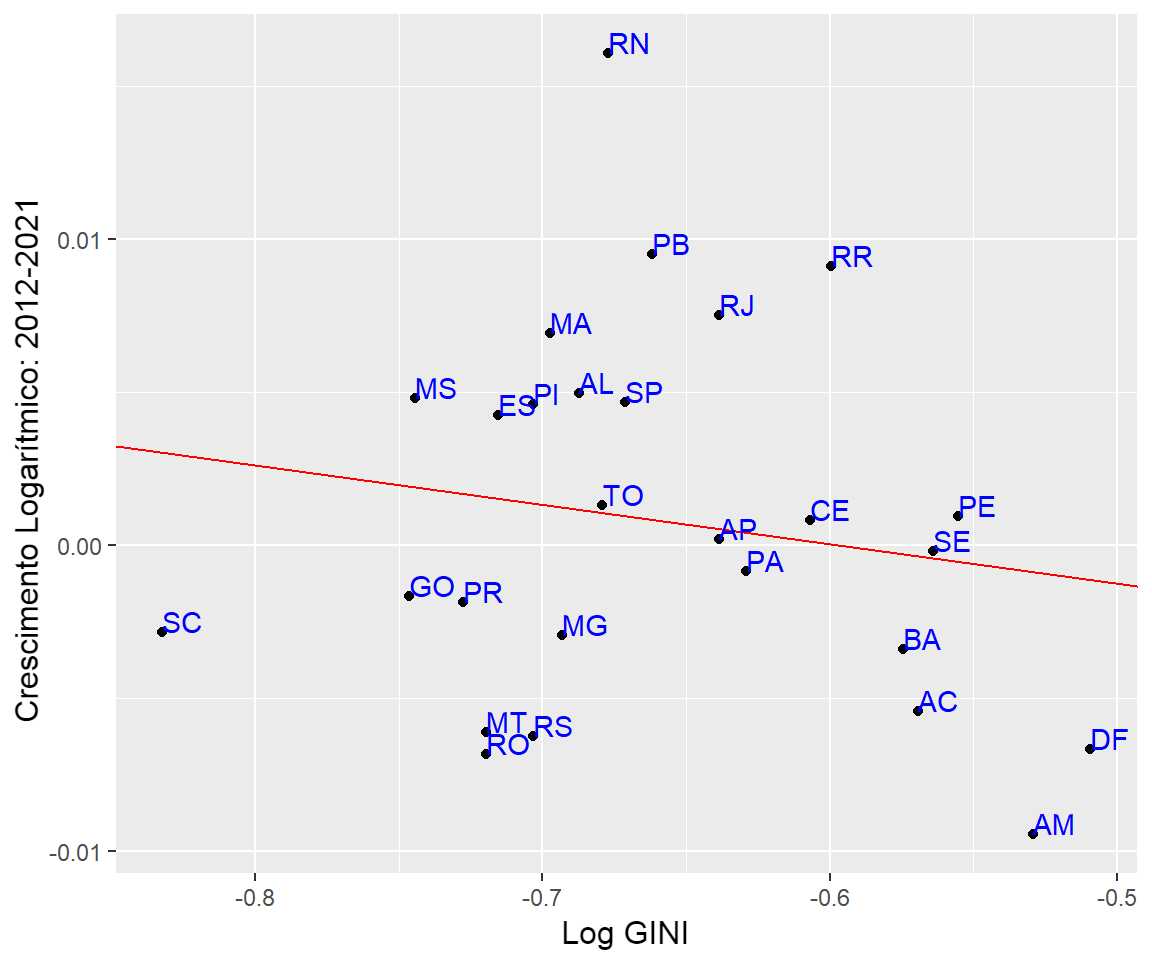 RN
PB
RR
RJ
MA
MS
ES
PI
AL
SP
TO
CE
PE
AP
SE
PA
GO
PR
SC
MG
BA
AC
MT
RS
RO
DF
AM
0.01
0.00
-0.01
-0.8
-0.7
-0.6
-0.5
Log GINI
Crescimento Logarítmico: 2012-2021